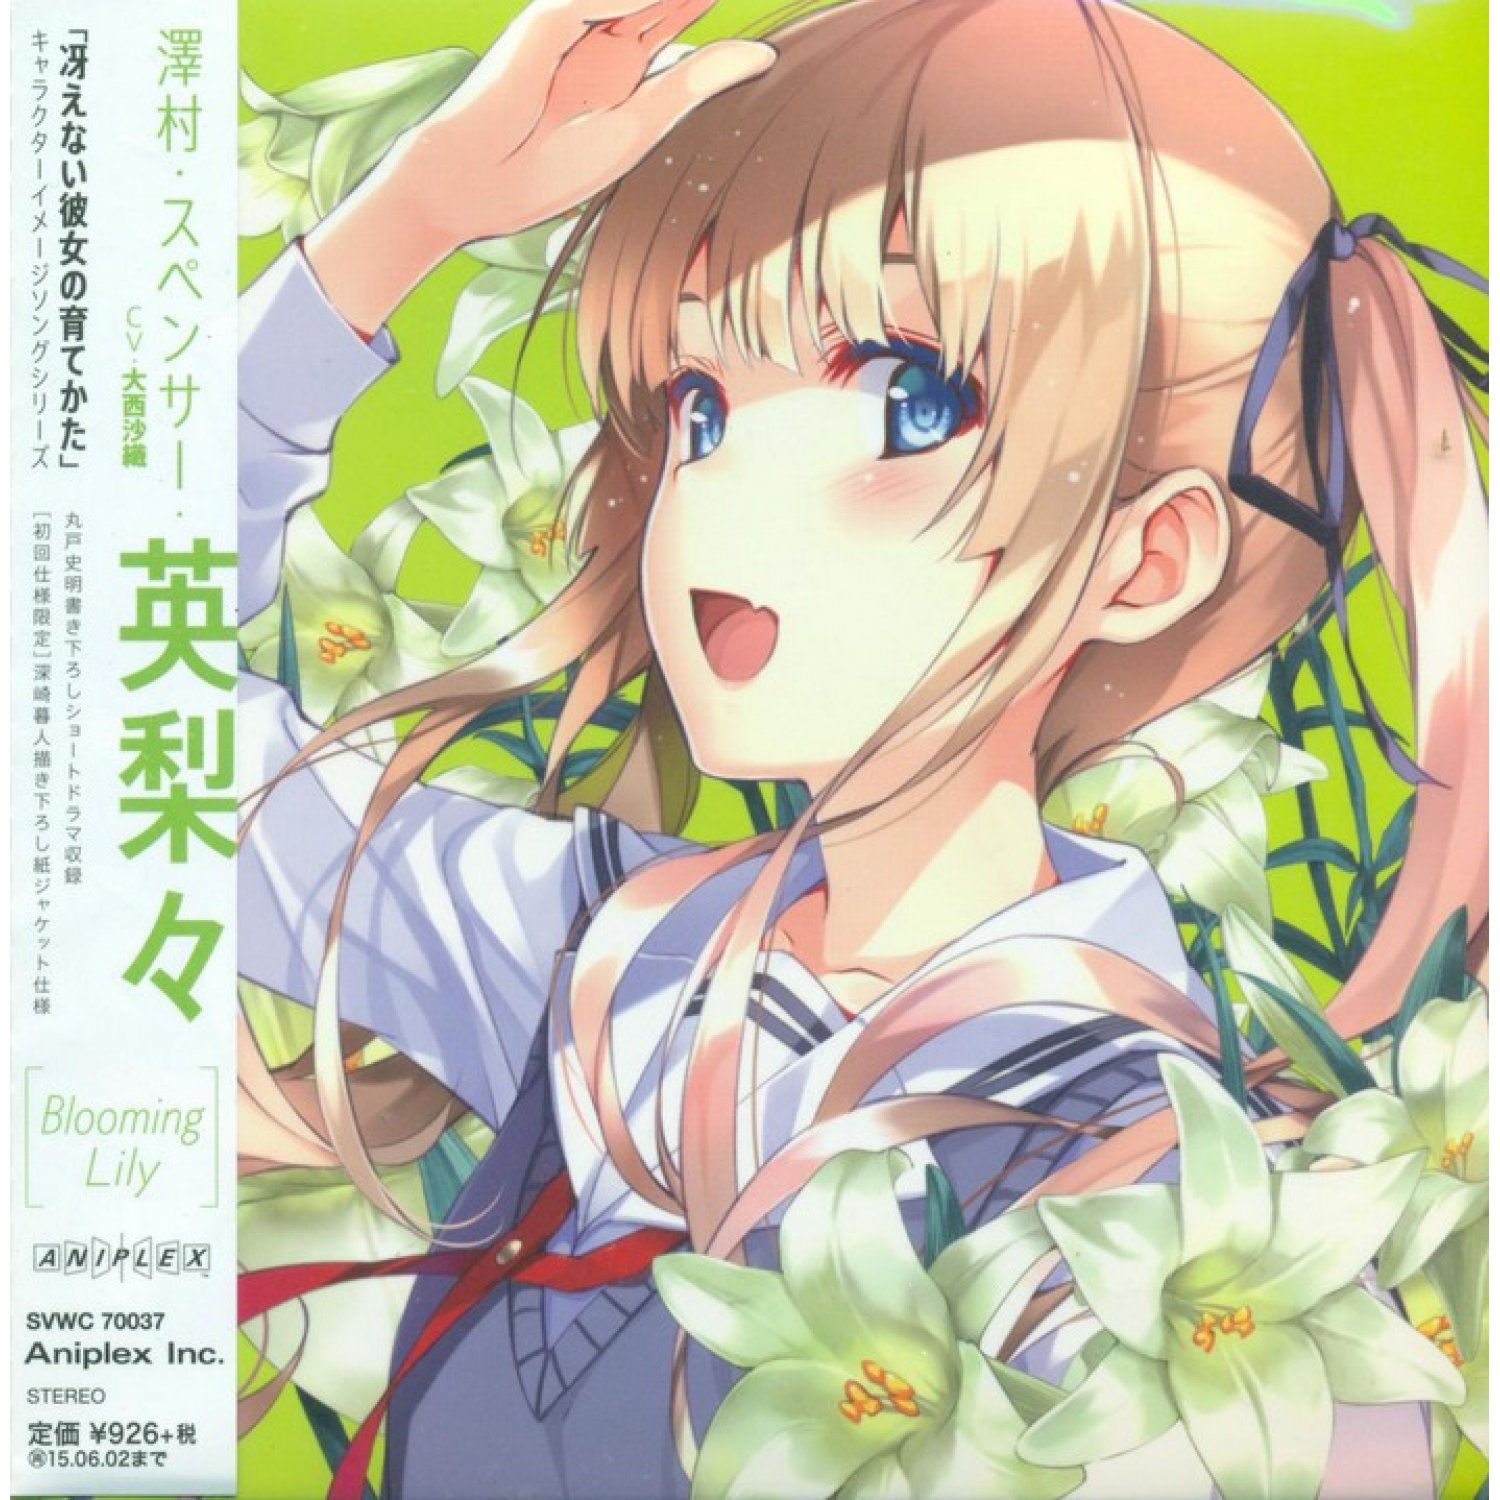 「冴えない彼女の育てかた」
キャラクターイメージソングシリーズ
澤村・スペンサー・英梨々
CV・大西沙織
丸戸史明書き下ろしショートドラマ収録
[初回仕様限定]深崎暮人描き下ろし紙ジャケット仕様
[Blooming
Lily]
ANIPLEX
SVWC 70037
Aniplex Inc.
STEREO
定価 ¥926+税
㊕15.06.02まで